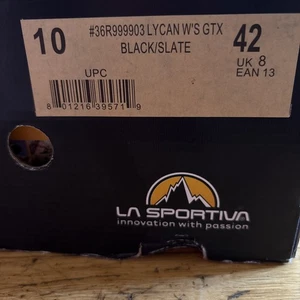 #36R999903 LYCAN W'S GTX
10
42
BLACK/SLATE
UK 8
UPC
EAN 13
8 01216 39571 9
LA SPORTIVA
innovation with passion